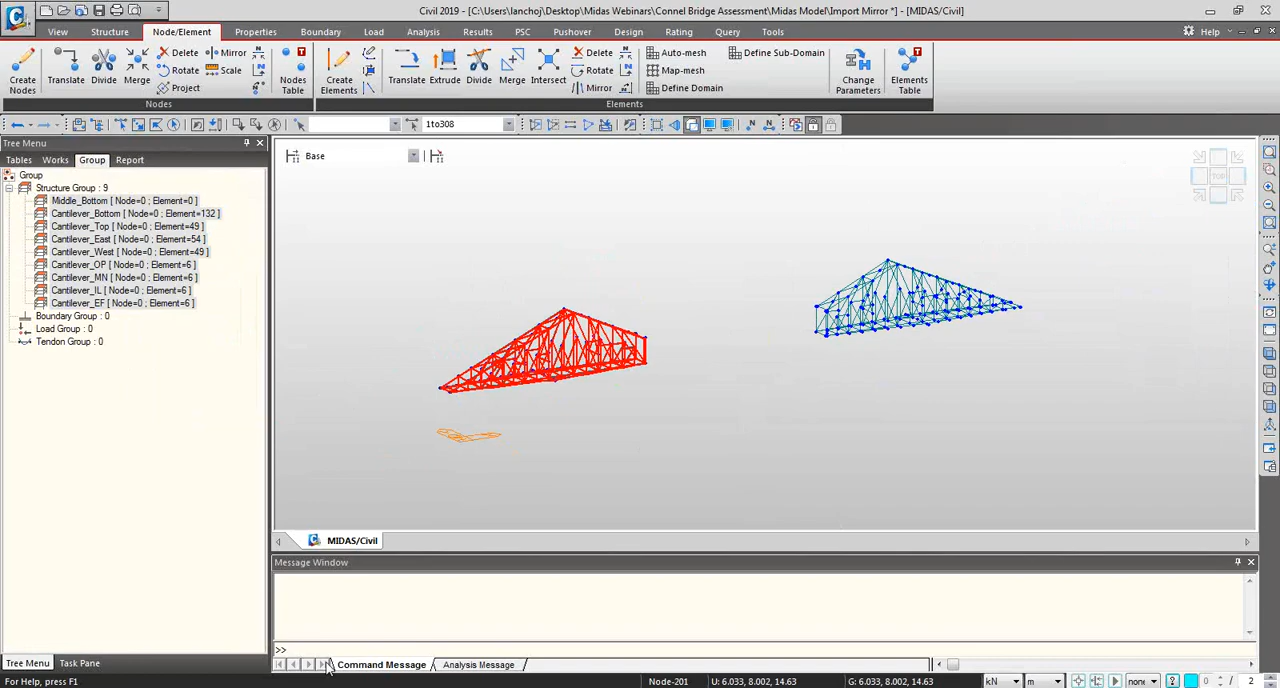 Civil 2019 - [C:\Users\lanchoj\Desktop\Midas Webinars\Connel Bridge Assessment\Midas Model\Import Mirror *] - [MIDAS/Civil]
View Structure Node/Element Properties Boundary Load Analysis Results PSC Pushover Design Rating Query Tools Help
Create Nodes
Translate
Divide
Merge
Delete
Rotate
Project
Mirror
Scale
Nodes Table
Create Elements
Translate
Extrude
Divide
Merge
Intersect
Delete
Rotate
Mirror
Auto-mesh
Map-mesh
Define Domain
Define Sub-Domain
Change Parameters
Elements Table
Nodes
Elements
1to308
Tree Menu
Tables Works Group Report
Base
TOP
Group
Structure Group : 9
Middle_Bottom [ Node=0 ; Element=0 ]
Cantilever_Bottom [ Node=0 ; Element=132 ]
Cantilever_Top [ Node=0 ; Element=49 ]
Cantilever_East [ Node=0 ; Element=54 ]
Cantilever_West [ Node=0 ; Element=49 ]
Cantilever_OP [ Node=0 ; Element=6 ]
Cantilever_MN [ Node=0 ; Element=6 ]
Cantilever_IL [ Node=0 ; Element=6 ]
Cantilever_EF [ Node=0 ; Element=6 ]
Boundary Group : 0
Load Group : 0
Tendon Group : 0
MIDAS/Civil
Message Window
>>
Command Message Analysis Message
Tree Menu Task Pane
For Help, press F1
Node-201 U: 6.033, 8.002, 14.63 G: 6.033, 8.002, 14.63 kN m none 0 / 2